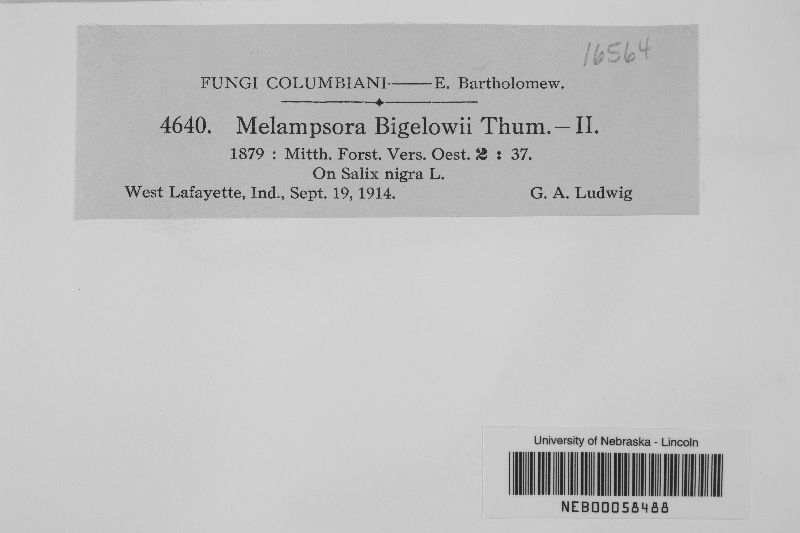 16564
FUNGI COLUMBIANI——E. Bartholomew.
4640. Melampsora Bigelowii Thum.—II.
1879 : Mitth. Forst. Vers. Oest. 2 : 37.
On Salix nigra L.
West Lafayette, Ind., Sept. 19, 1914. G. A. Ludwig
University of Nebraska - Lincoln
NEB00058488